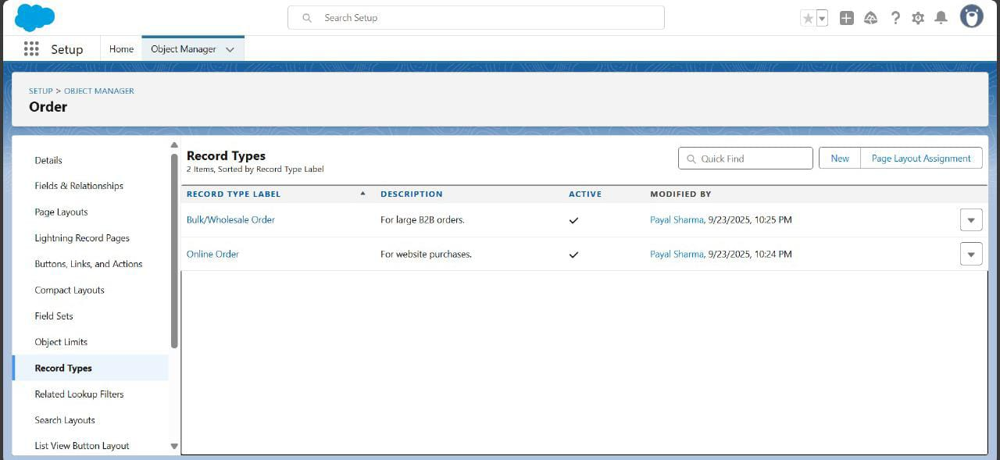 Search Setup
Setup Home Object Manager
SETUP > OBJECT MANAGER
Order
Details
Fields & Relationships
Page Layouts
Lightning Record Pages
Buttons, Links, and Actions
Compact Layouts
Field Sets
Object Limits
Record Types
Related Lookup Filters
Search Layouts
List View Button Layout
Record Types
2 Items, Sorted by Record Type Label
Quick Find New Page Layout Assignment
RECORD TYPE LABEL DESCRIPTION ACTIVE MODIFIED BY
Bulk/Wholesale Order For large B2B orders. Payal Sharma, 9/23/2025, 10:25 PM
Online Order For website purchases. Payal Sharma, 9/23/2025, 10:24 PM